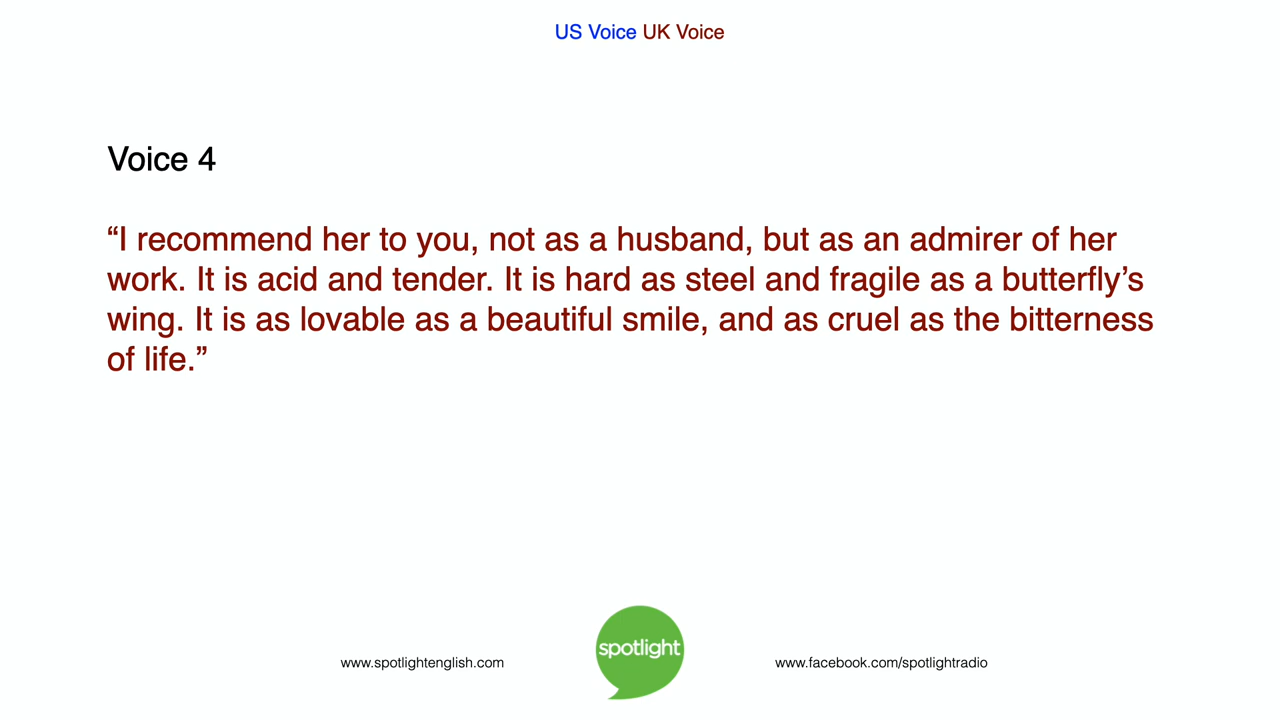 US Voice UK Voice
Voice 4
“I recommend her to you, not as a husband, but as an admirer of her
work. It is acid and tender. It is hard as steel and fragile as a butterfly’s
wing. It is as lovable as a beautiful smile, and as cruel as the bitterness
of life.”
www.spotlightenglish.com
spotlight
www.facebook.com/spotlightradio